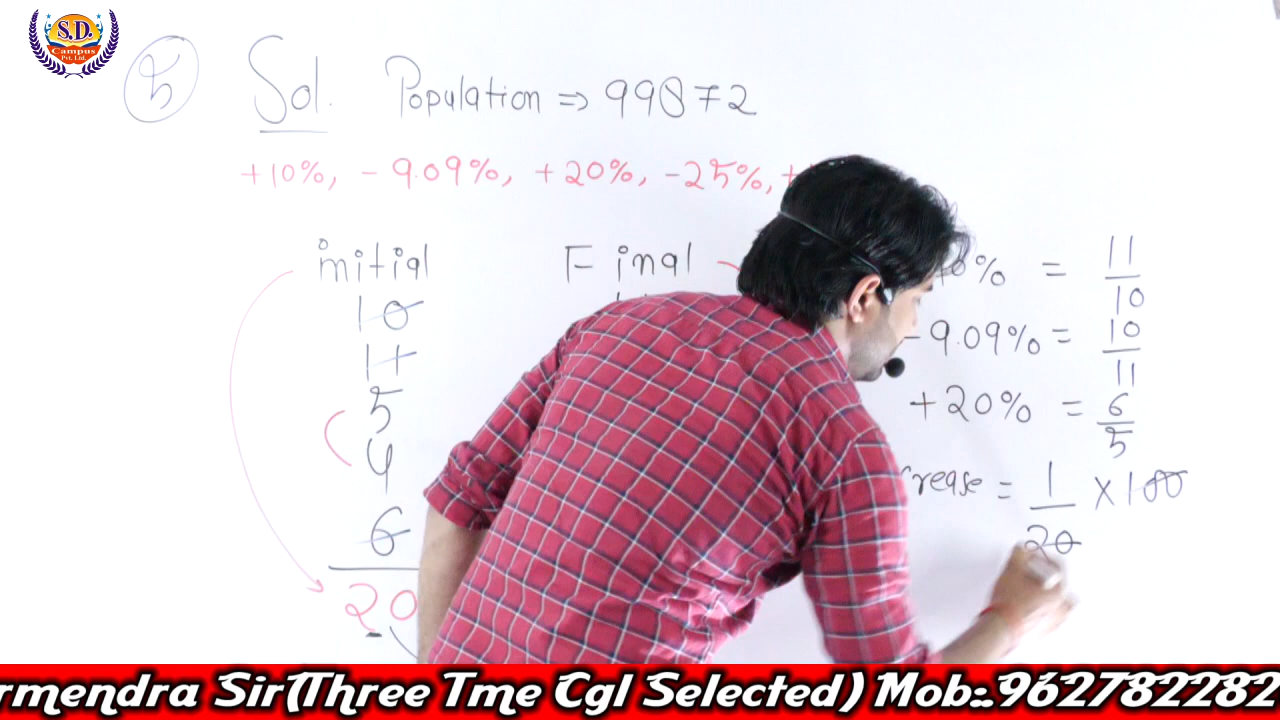 S.D.
Campus
Pvt. Ltd.
5 Sol. Population ⇒ 99872
+10%, -9.09%, +20%, -25%,
initial Final
10
11
5
4
6
20
% = 11/10
-9.09% = 10/11
+20% = 6/5
rease = 1/20 × 100
rmendra Sir(Three Tme Cgl Selected) Mob:.962782282